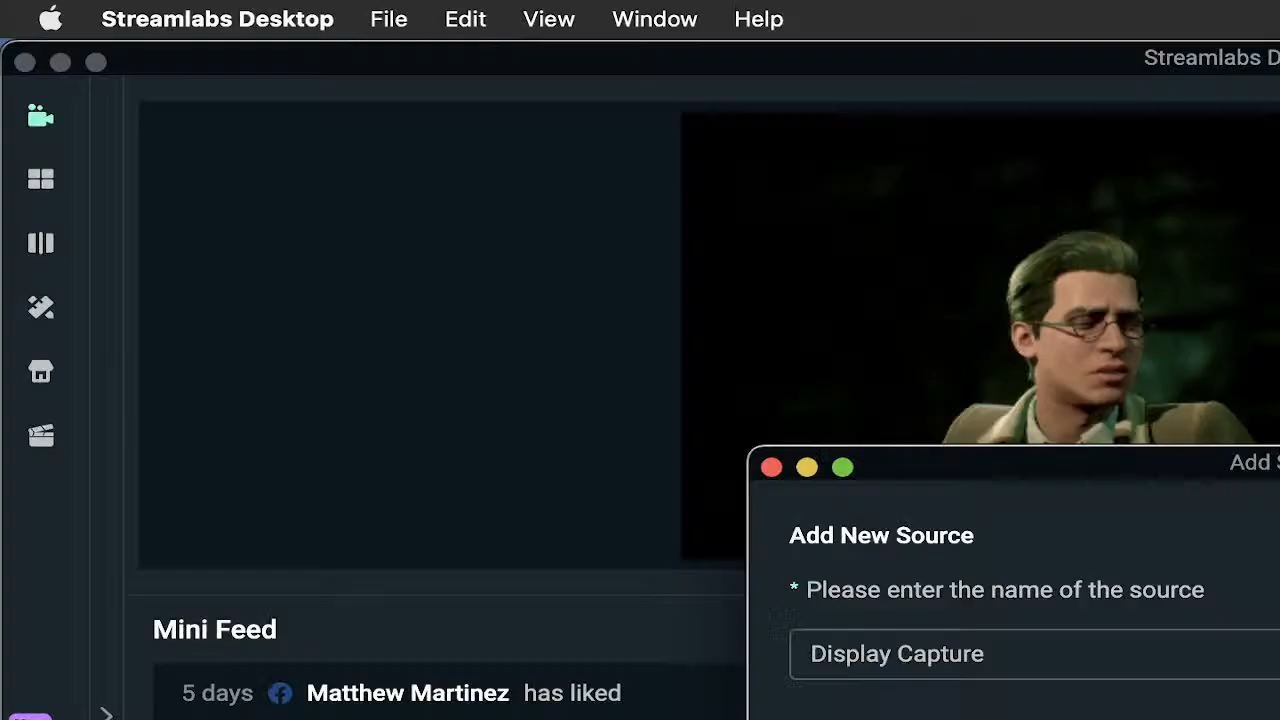 Streamlabs Desktop File Edit View Window Help
Streamlabs D
Add S
Add New Source
* Please enter the name of the source
Display Capture
Mini Feed
5 days Matthew Martinez has liked